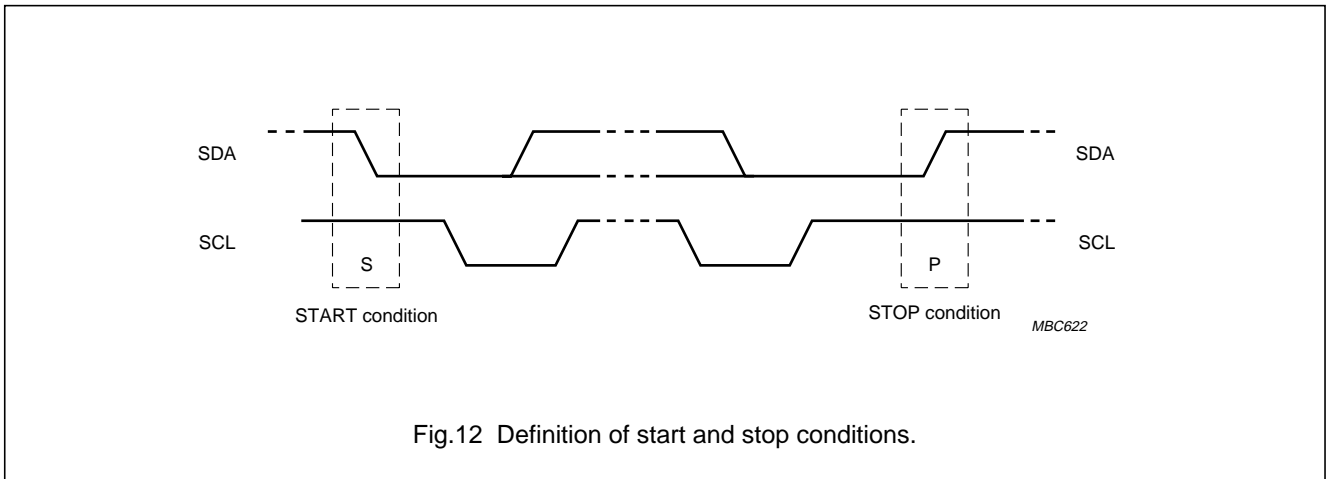 SDA
SDA
SCL
SCL
S
P
START condition
STOP condition
MBC622
Fig.12 Definition of start and stop conditions.